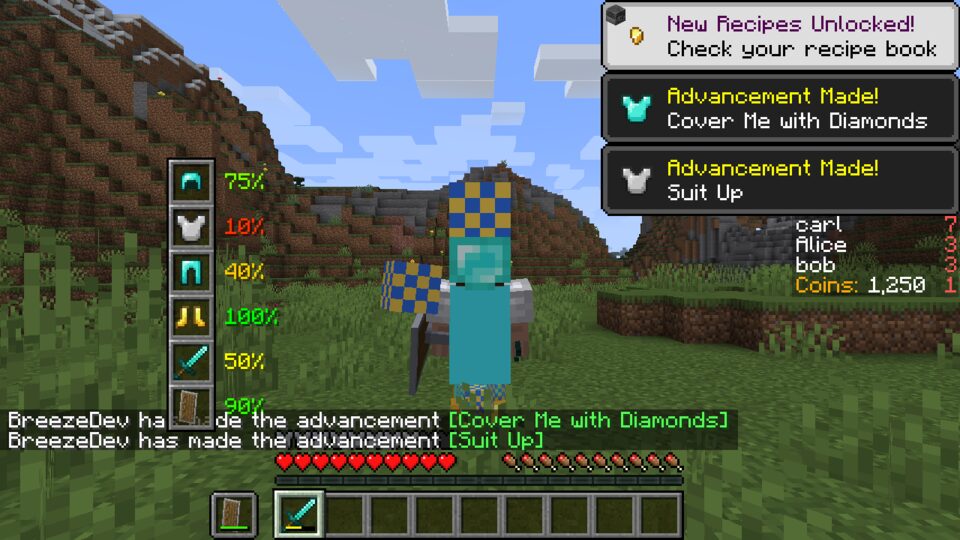 New Recipes Unlocked!
Check your recipe book
Advancement Made!
Cover Me with Diamonds
Advancement Made!
Suit Up
75%
10%
40%
100%
50%
90%
carl 7
Alice 3
bob 3
Coins: 1,250 1
BreezeDev ha de the advancement [Cover Me with Diamonds]
BreezeDev has made the advancement [Suit Up]